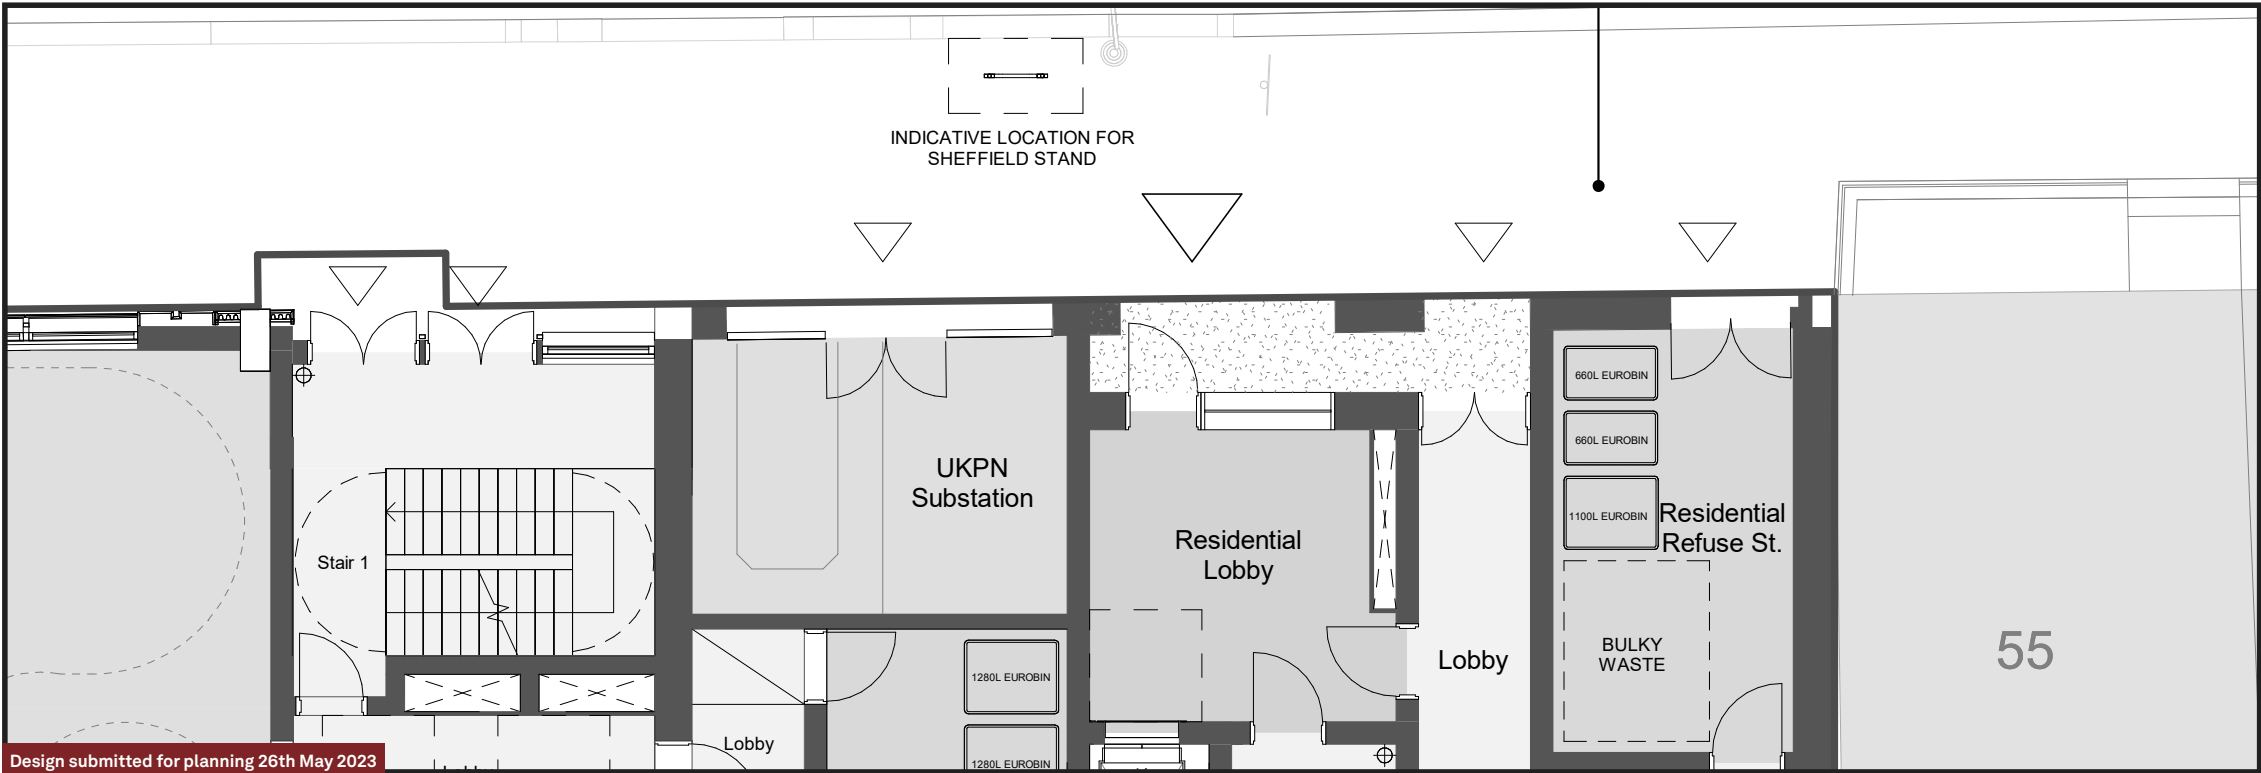 INDICATIVE LOCATION FOR
SHEFFIELD STAND
660L EUROBIN
660L EUROBIN
1100L EUROBIN
Residential
Refuse St.
UKPN
Substation
Residential
Lobby
Stair 1
BULKY
WASTE
Lobby
55
1280L EUROBIN
Lobby
1280L EUROBIN
Design submitted for planning 26th May 2023